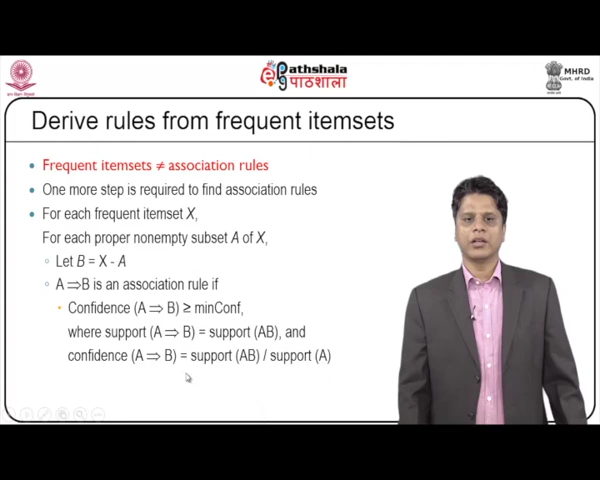 ePathshala
पाठशाला
MHRD
Govt. of India
Derive rules from frequent itemsets
• Frequent itemsets ≠ association rules
• One more step is required to find association rules
• For each frequent itemset X,
For each proper nonempty subset A of X,
○ Let B = X - A
○ A ⇒B is an association rule if
• Confidence (A ⇒ B) ≥ minConf,
where support (A ⇒ B) = support (AB), and
confidence (A ⇒ B) = support (AB) / support (A)